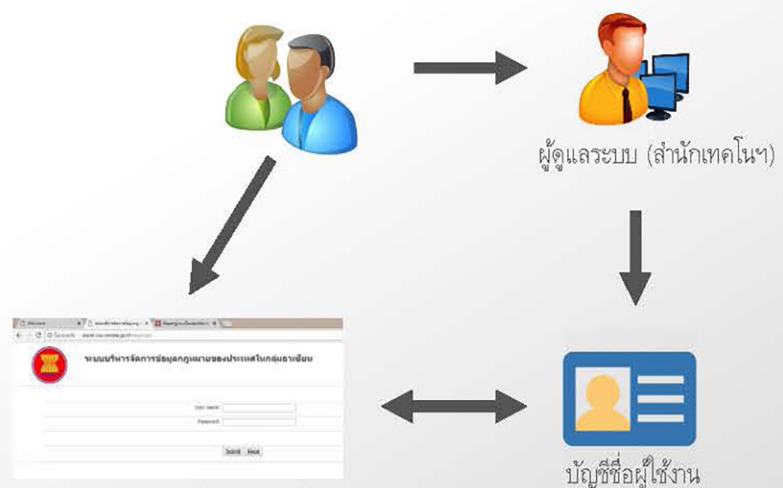 ผู้ดูแลระบบ (สำนักเทคโนฯ)
ระบบบริหารจัดการข้อมูลกฎหมายของประเทศในกลุ่มอาเซียน
User name
Password
Submit Reset
บัญชีชื่อผู้ใช้งาน